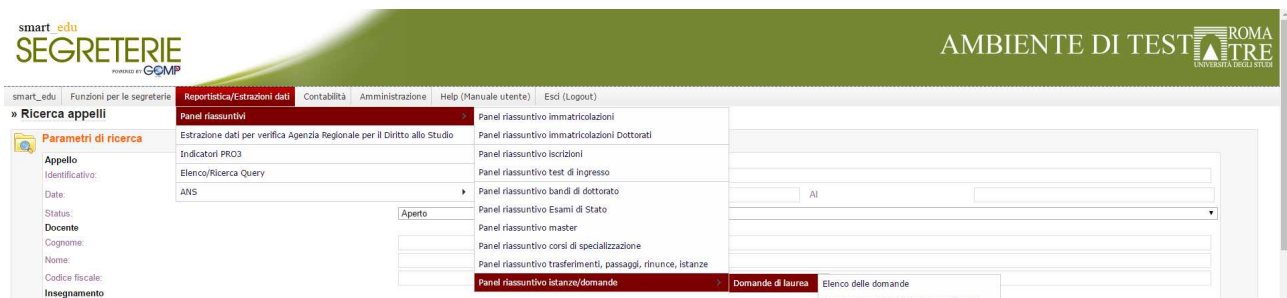 smart_edu
SEGRETERIE
POWERED BY GOMP
AMBIENTE DI TEST
ROMA
TRE
UNIVERSITÀ DEGLI STUDI
smart_edu Funzioni per le segreterie Reportistica/Estrazioni dati Contabilità Amministrazione Help (Manuale utente) Esci (Logout)
» Ricerca appelli
Panel riassuntivi
Estrazione dati per verifica Agenzia Regionale per il Diritto allo Studio
Indicatori PRO3
Elenco/Ricerca Query
ANS
Panel riassuntivo immatricolazioni
Panel riassuntivo immatricolazioni Dottorati
Panel riassuntivo iscrizioni
Panel riassuntivo test di ingresso
Panel riassuntivo bandi di dottorato
Panel riassuntivo Esami di Stato
Panel riassuntivo master
Panel riassuntivo corsi di specializzazione
Panel riassuntivo trasferimenti, passaggi, rinunce, istanze
Panel riassuntivo istanze/domande
Domande di laurea
Elenco delle domande
Parametri di ricerca
Appello
Identificativo:
Date: Al
Status: Aperto
Docente
Cognome:
Nome:
Codice fiscale:
Insegnamento